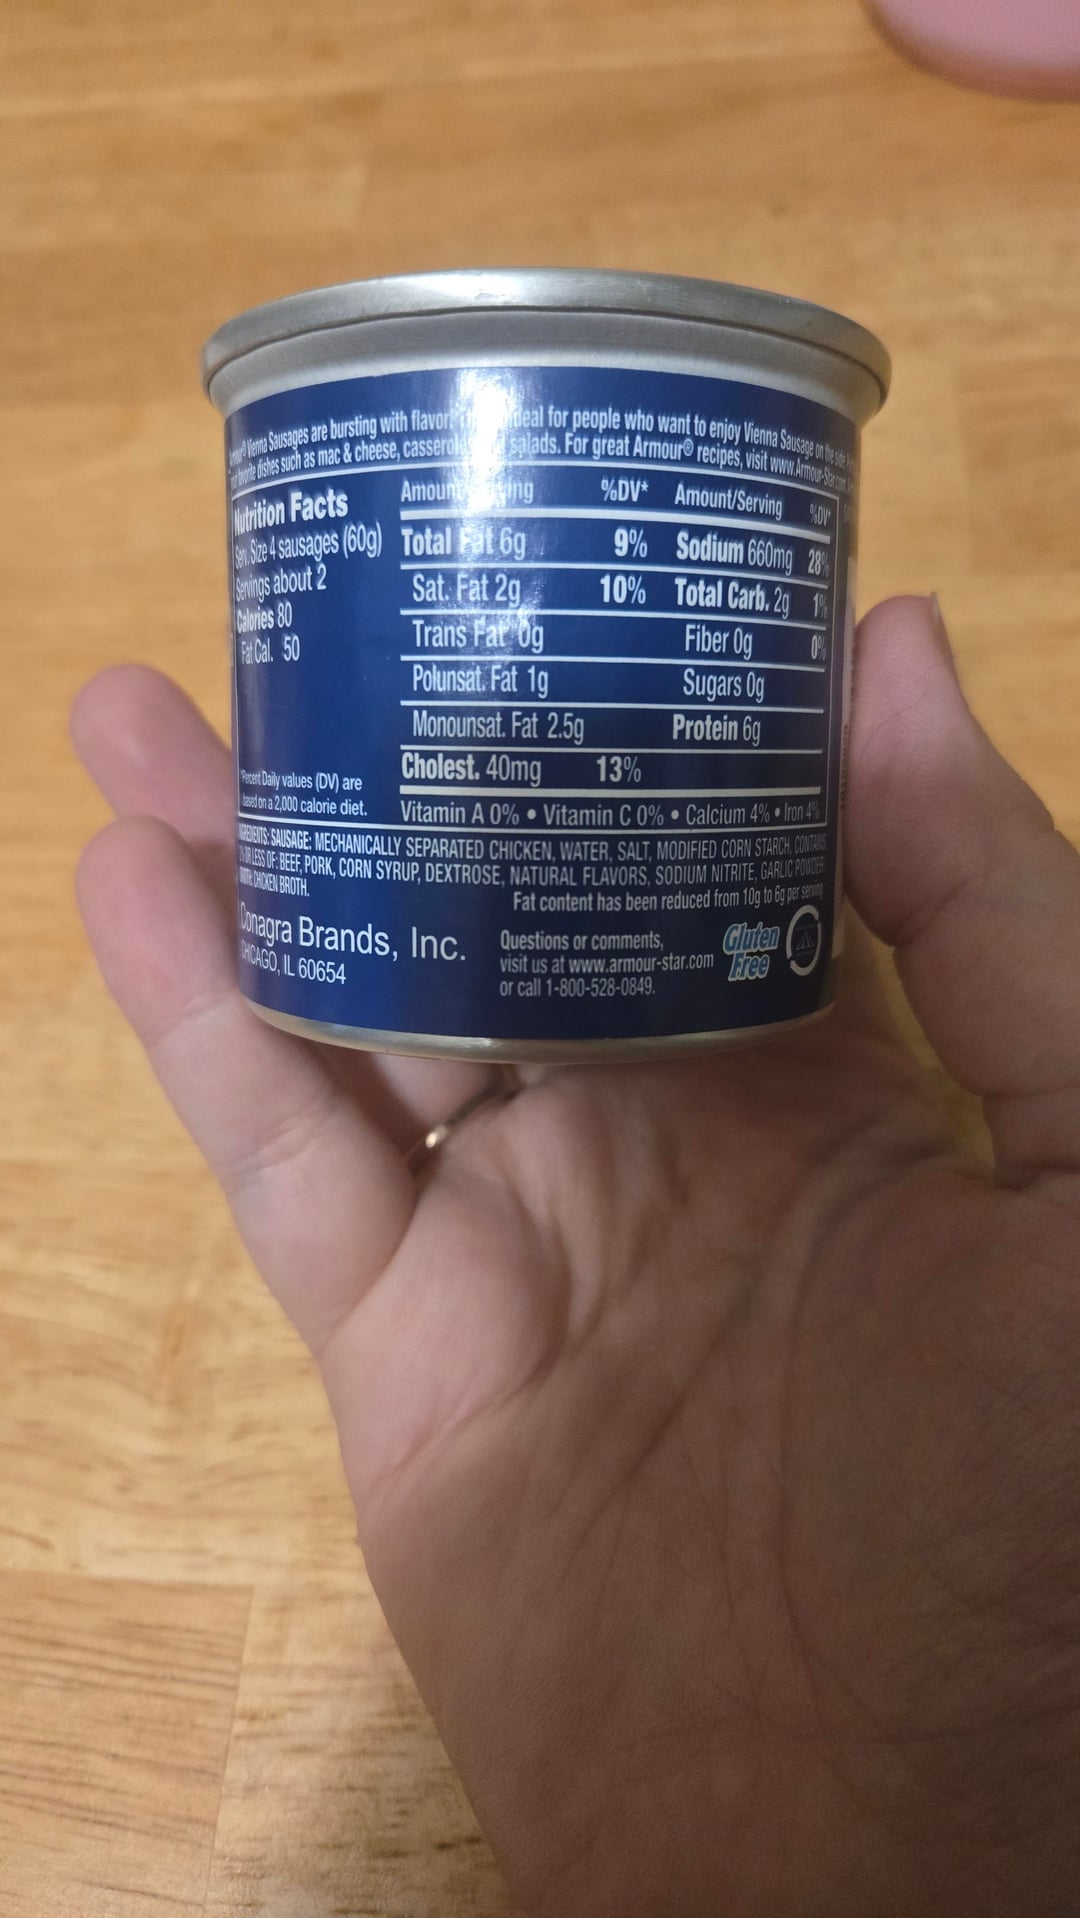 Armour® Vienna Sausages are bursting with flavor! deal for people who want to enjoy Vienna Sausage on the side,
favorite dishes such as mac & cheese, casserol salads. For great Armour® recipes, visit www.Armour-Star.com
Nutrition Facts
Serv. Size 4 sausages (60g)
Servings about 2
Calories 80
Fat Cal. 50
*Percent Daily values (DV) are
based on a 2,000 calorie diet.
Amoun ing %DV* Amount/Serving %DV*
Total Fat 6g 9% Sodium 660mg 28%
Sat. Fat 2g 10% Total Carb. 2g 1%
Trans Fat 0g Fiber 0g 0%
Polunsat. Fat 1g Sugars 0g
Monounsat. Fat 2.5g Protein 6g
Cholest. 40mg 13%
Vitamin A 0% • Vitamin C 0% • Calcium 4% • Iron 4%
INGREDIENTS: SAUSAGE: MECHANICALLY SEPARATED CHICKEN, WATER, SALT, MODIFIED CORN STARCH, CONTAINS
OR LESS OF: BEEF, PORK, CORN SYRUP, DEXTROSE, NATURAL FLAVORS, SODIUM NITRITE, GARLIC POWDER.
BROTH: CHICKEN BROTH.
Fat content has been reduced from 10g to 6g per serving
Conagra Brands, Inc.
CHICAGO, IL 60654
Questions or comments,
visit us at www.armour-star.com
or call 1-800-528-0849.
Gluten
Free